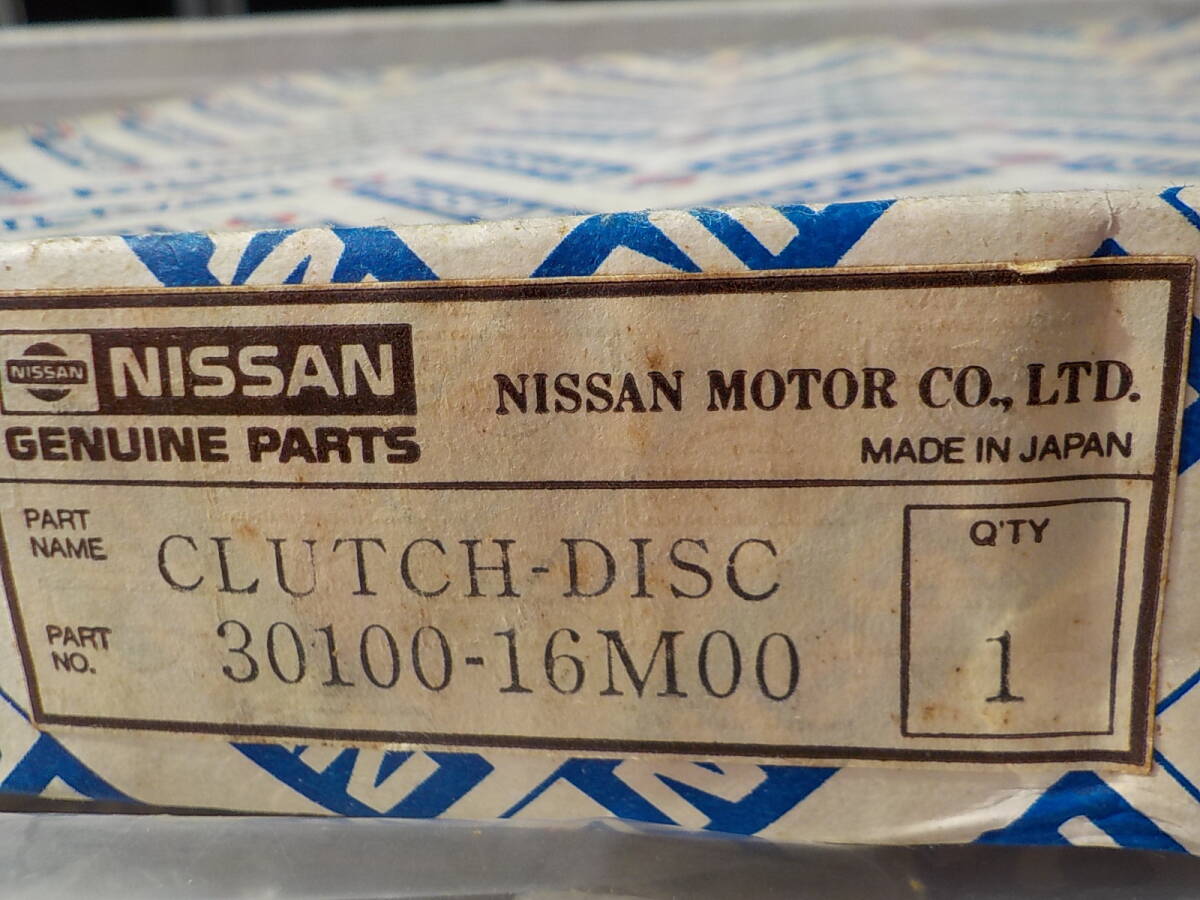 NISSAN
NISSAN
GENUINE PARTS
NISSAN MOTOR CO., LTD.
MADE IN JAPAN
PART NAME
CLUTCH-DISC
PART NO.
30100-16M00
Q'TY
1